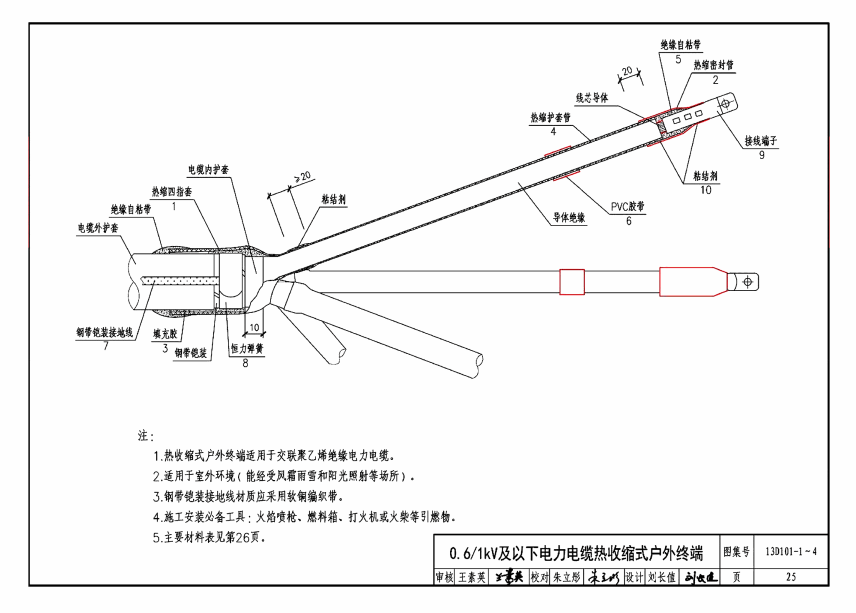 绝缘自粘带
5
热缩密封管
2
20
线芯导体
热缩护套管
4
接线端子
9
粘结剂
10
电缆内护套
≥20
热缩四指套
1
粘结剂
绝缘自粘带
电缆外护套
PVC胶带
6
导体绝缘
钢带铠装接地线
7
填充胶
3
钢带铠装
恒力弹簧
8
10
注：
1.热收缩式户外终端适用于交联聚乙烯绝缘电力电缆。
2.适用于室外环境（能经受风霜雨雪和阳光照射等场所）。
3.钢带铠装接地线材质应采用软铜编织带。
4.施工安装必备工具：火焰喷枪、燃料箱、打火机或火柴等引燃物。
5.主要材料表见第26页。
0.6/1kV及以下电力电缆热收缩式户外终端 图集号 13D101-1～4
审核 王素英 校对 朱立彤 设计 刘长值 页 25